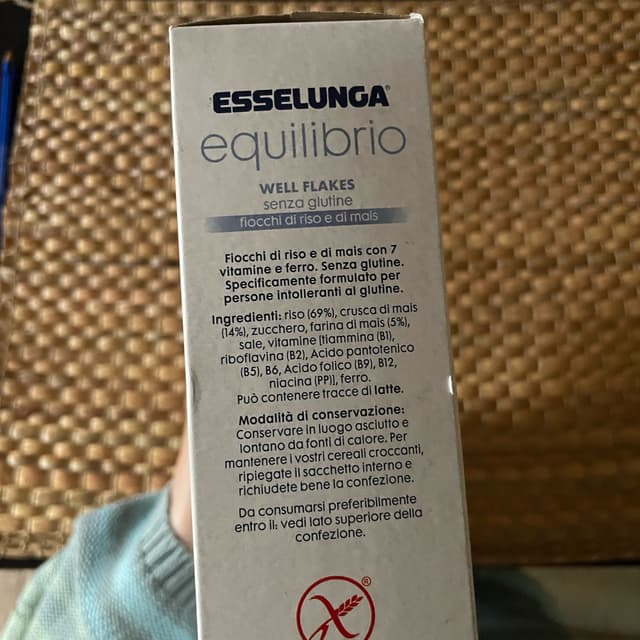 ESSELUNGA®
equilibrio
WELL FLAKES
senza glutine
fiocchi di riso e di mais
Fiocchi di riso e di mais con 7
vitamine e ferro. Senza glutine.
Specificamente formulato per
persone intolleranti al glutine.
Ingredienti: riso (69%), crusca di mais
(14%), zucchero, farina di mais (5%),
sale, vitamine [tiammina (B1),
riboflavina (B2), Acido pantotenico
(B5), B6, Acido folico (B9), B12,
niacina (PP)], ferro.
Può contenere tracce di latte.
Modalità di conservazione:
Conservare in luogo asciutto e
lontano da fonti di calore. Per
mantenere i vostri cereali croccanti,
ripiegate il sacchetto interno e
richiudete bene la confezione.
Da consumarsi preferibilmente
entro il: vedi lato superiore della
confezione.
®